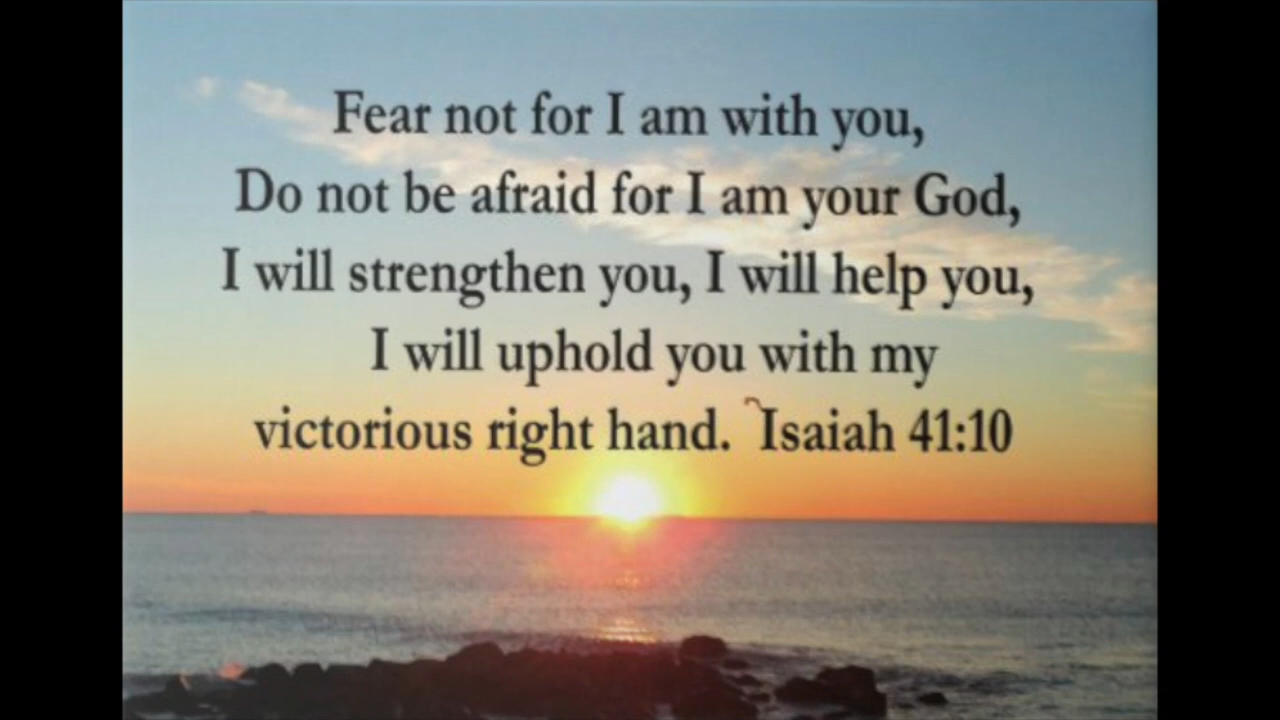 Fear not for I am with you,
Do not be afraid for I am your God,
I will strengthen you, I will help you,
I will uphold you with my
victorious right hand. Isaiah 41:10